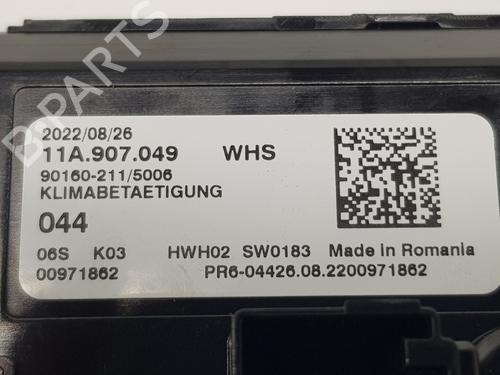 2022/08/26
11A.907.049 WHS
90160-211/5006
KLIMABETAETIGUNG
044
06S K03 HWH02 SW0183 Made in Romania
00971862 PR6-04426.08.2200971862
B PARTS